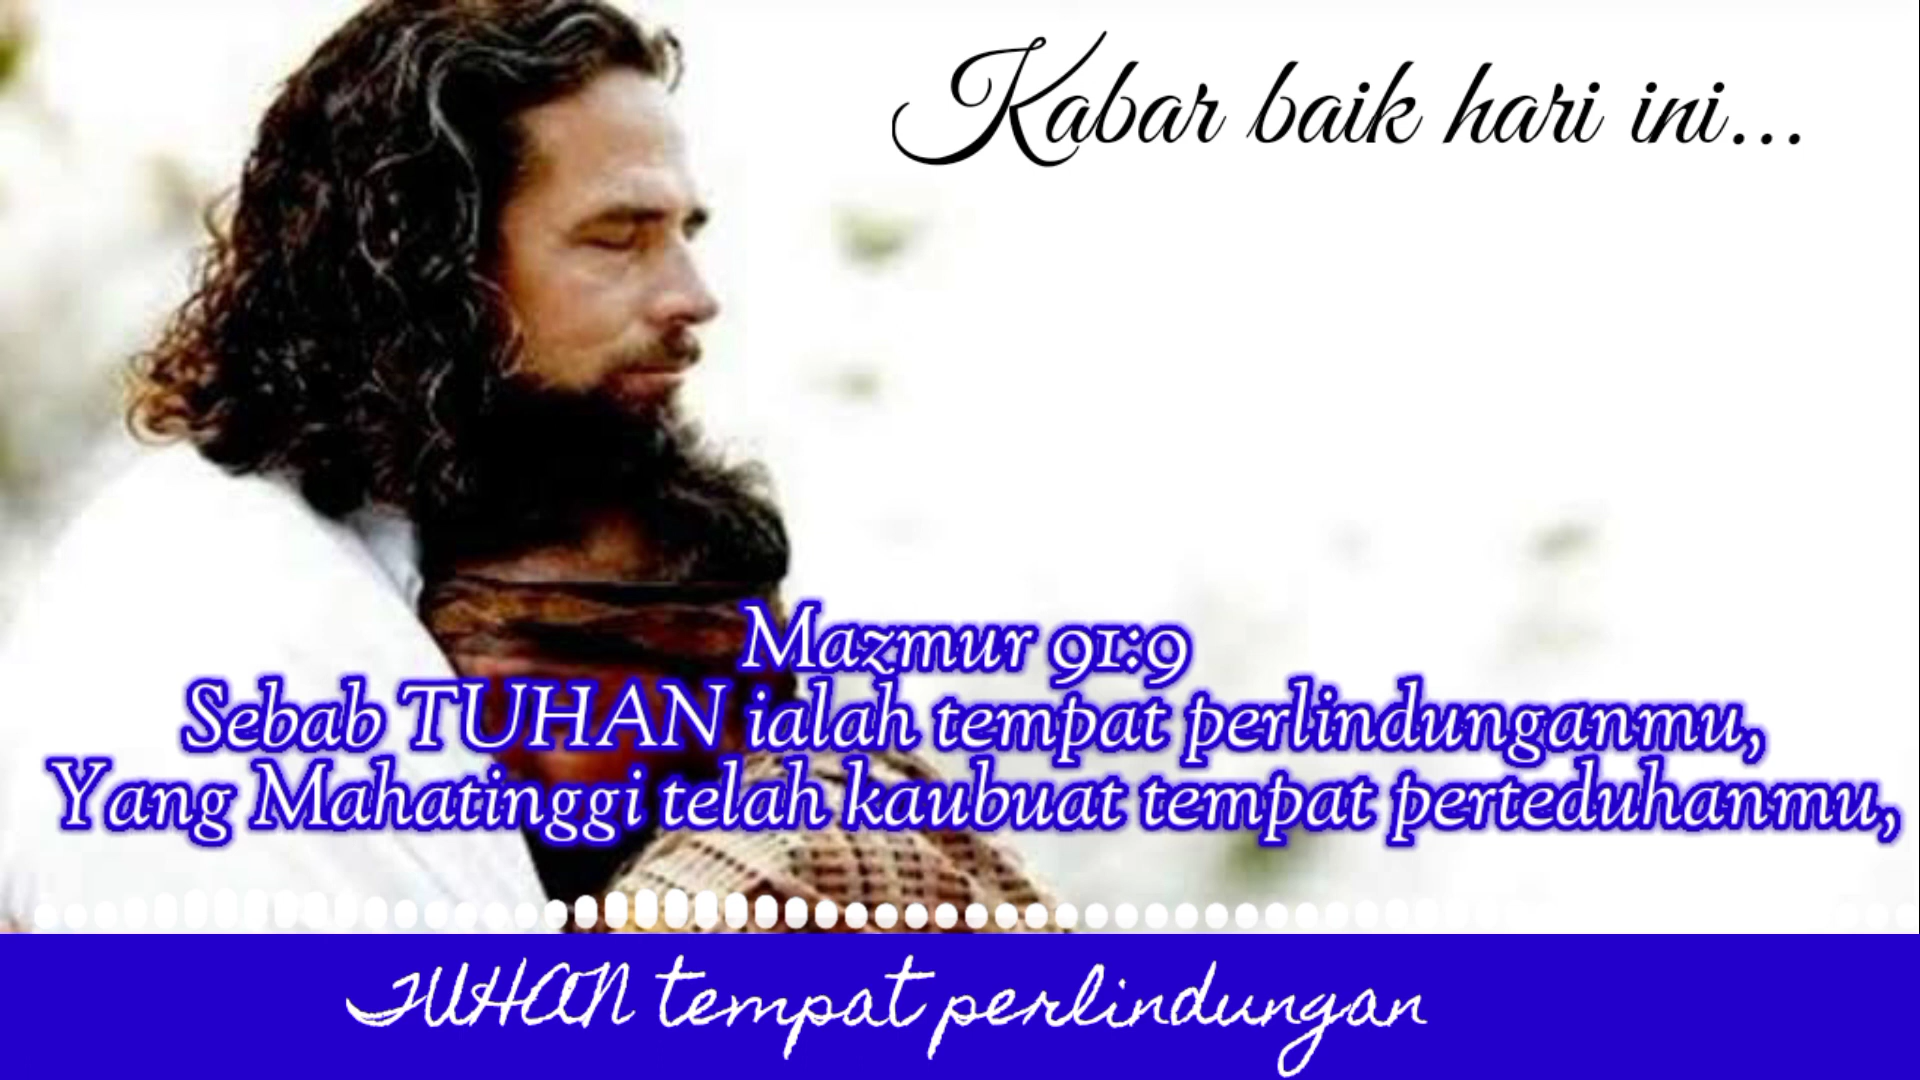 Kabar baik hari ini...
Mazmur 91:9
Sebab TUHAN ialah tempat perlindunganmu,
Yang Mahatinggi telah kaubuat tempat perteduhanmu,
TUHAN tempat perlindungan